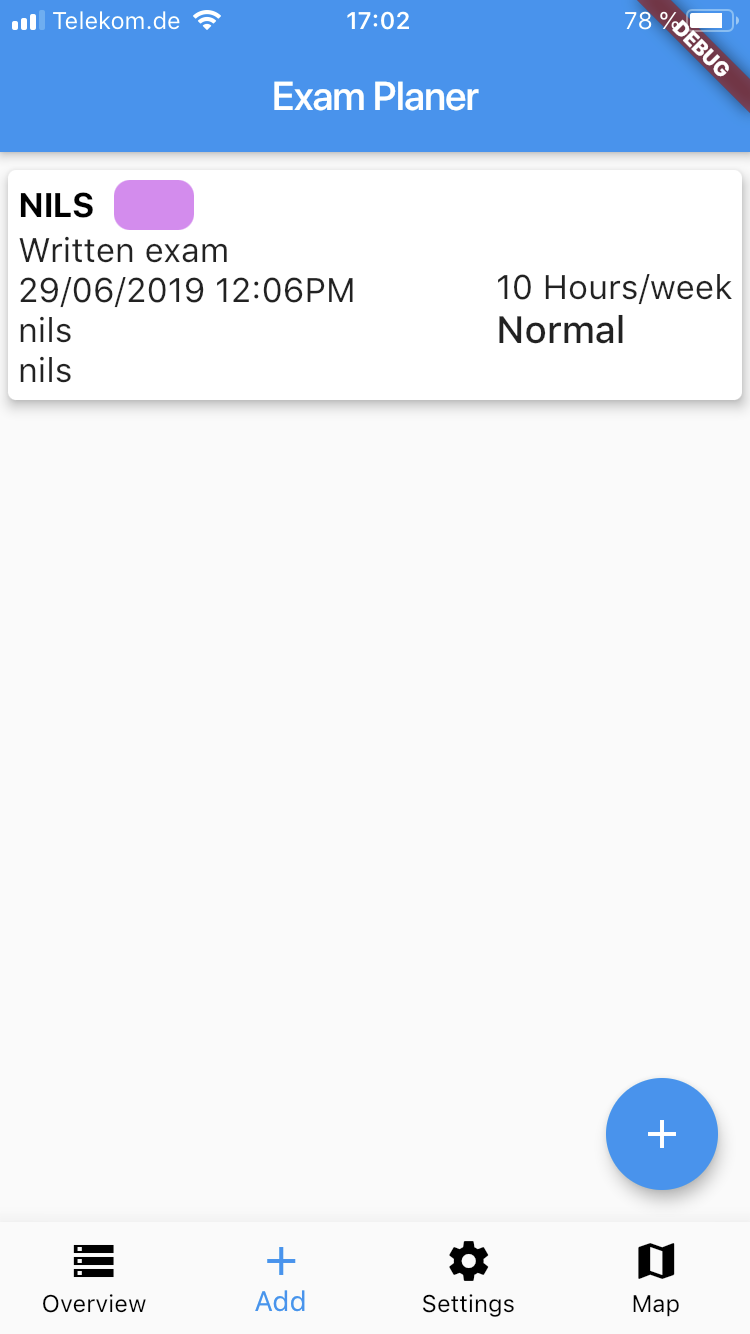 Telekom.de 17:02 78 %
DEBUG
Exam Planer
NILS
Written exam
29/06/2019 12:06PM
nils
nils
10 Hours/week
Normal
Overview
Add
Settings
Map